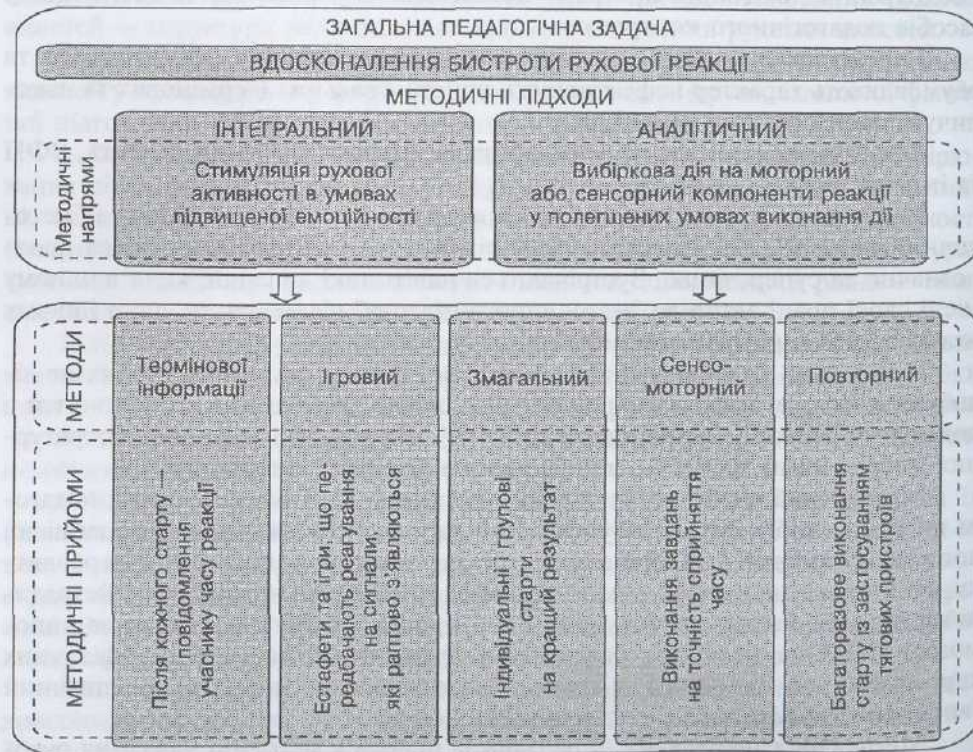 ЗАГАЛЬНА ПЕДАГОГІЧНА ЗАДАЧА
ВДОСКОНАЛЕННЯ БИСТРОТИ РУХОВОЇ РЕАКЦІЇ
МЕТОДИЧНІ ПІДХОДИ
Методичні
напрями
ІНТЕГРАЛЬНИЙ
Стимуляція рухової
активності в умовах
підвищеної емоційності
АНАЛІТИЧНИЙ
Вибіркова дія на моторний
або сенсорний компоненти реакції
у полегшених умовах виконання дії
МЕТОДИ
Термінової
інформації
Ігровий
Змагальний
Сенсо-
моторний
Повторний
МЕТОДИЧНІ ПРИЙОМИ
Після кожного старту —
повідомлення
учаснику часу реакції
Естафети та ігри, що пе-
редбачають реагування
на сигнали,
які раптово з'являються
Індивідуальні групові
старти
на кращий результат
Виконання завдань
на точність сприйняття
часу
Багаторазове виконання
старту із застосуванням
тягових пристроїв